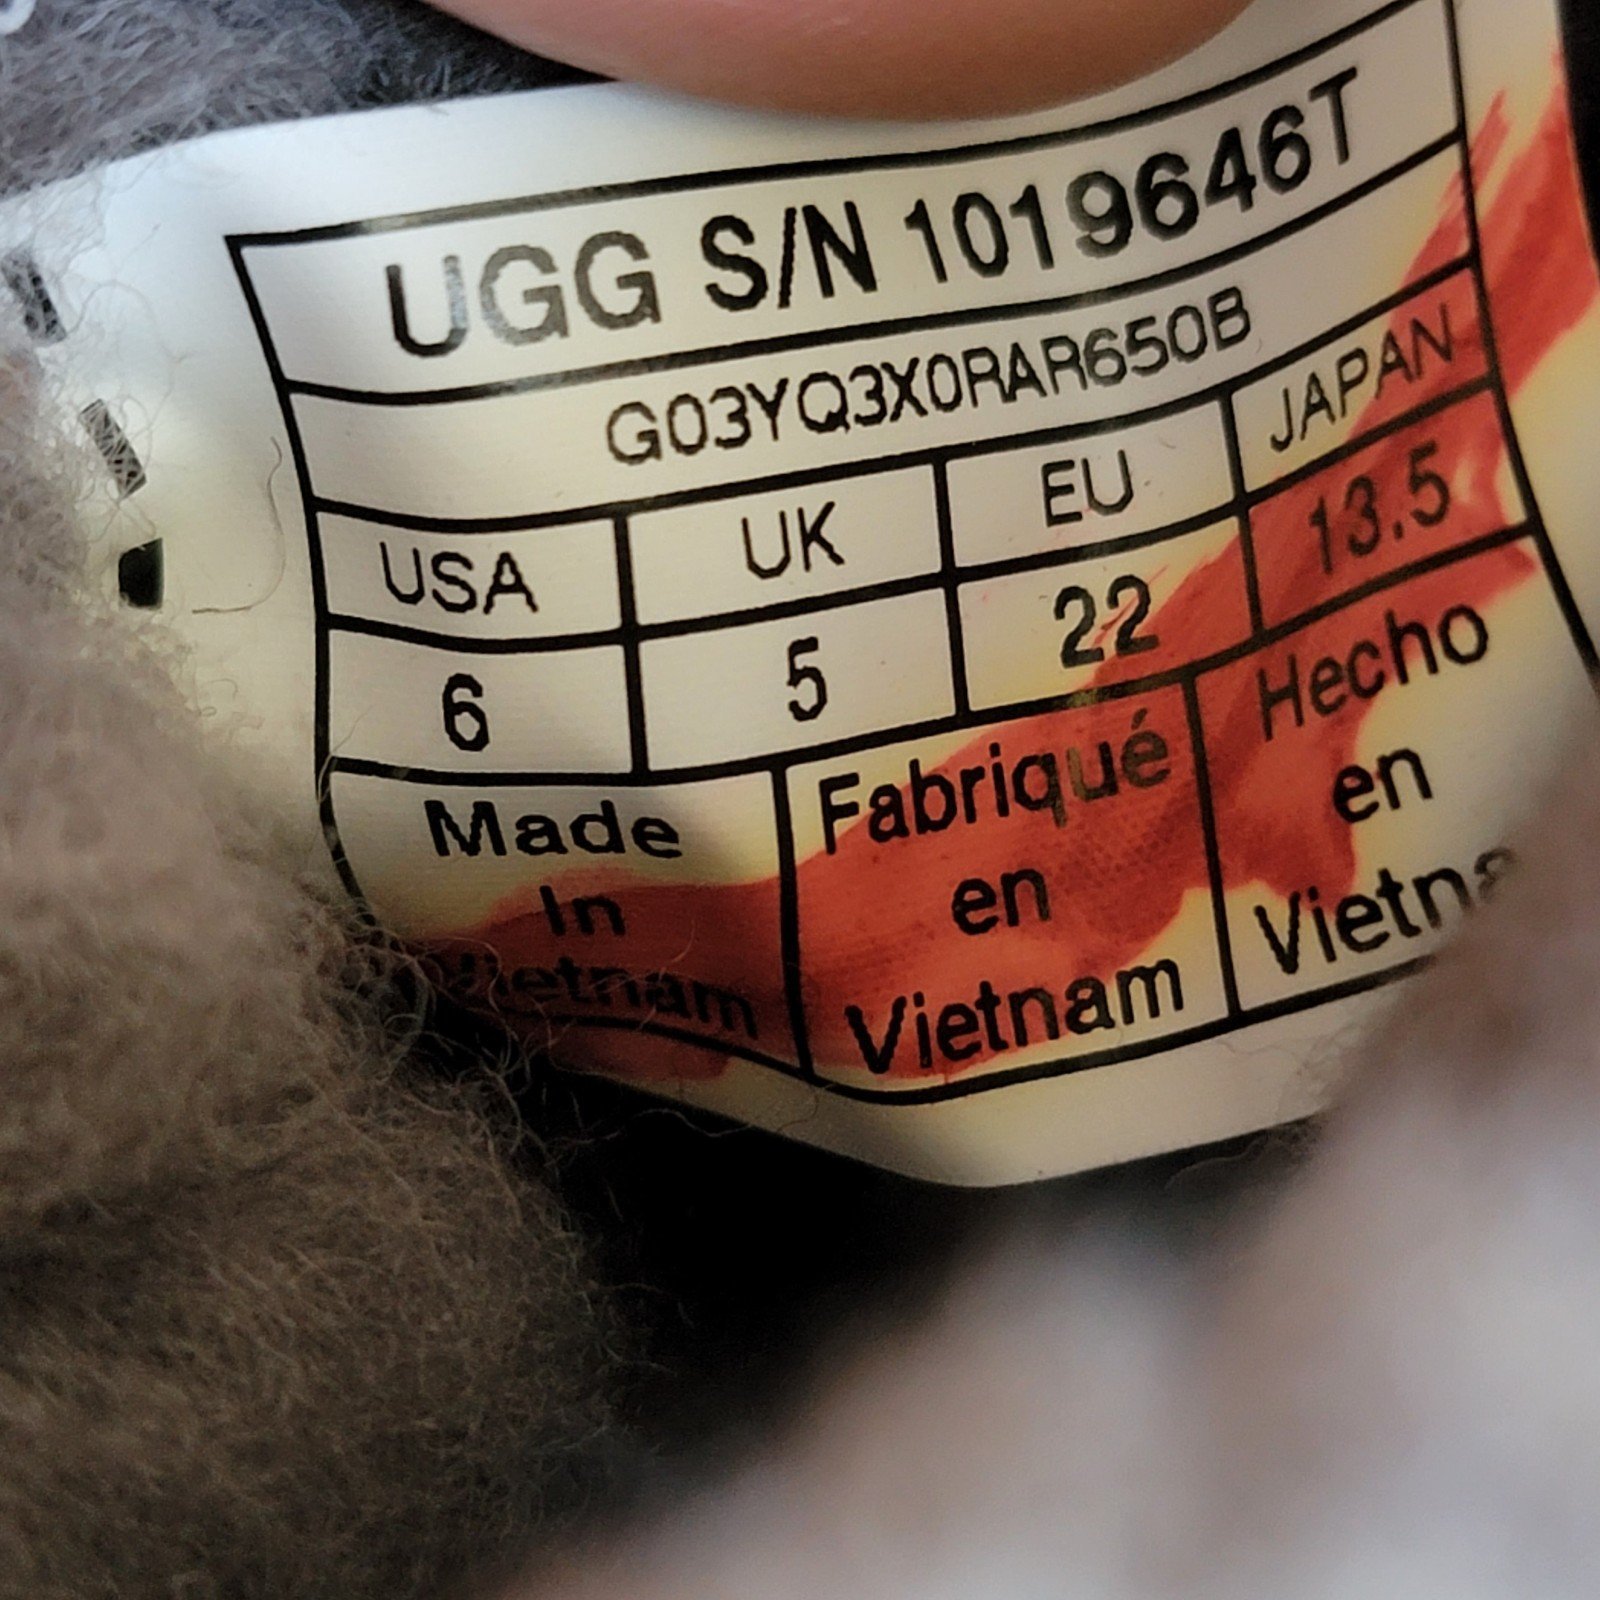 UGG S/N 1019646T
G03YQ3X0RAR650B
USA UK EU JAPAN
6 5 22 13.5
Made
In
Vietnam
Fabriqué
en
Vietnam
Hecho
en